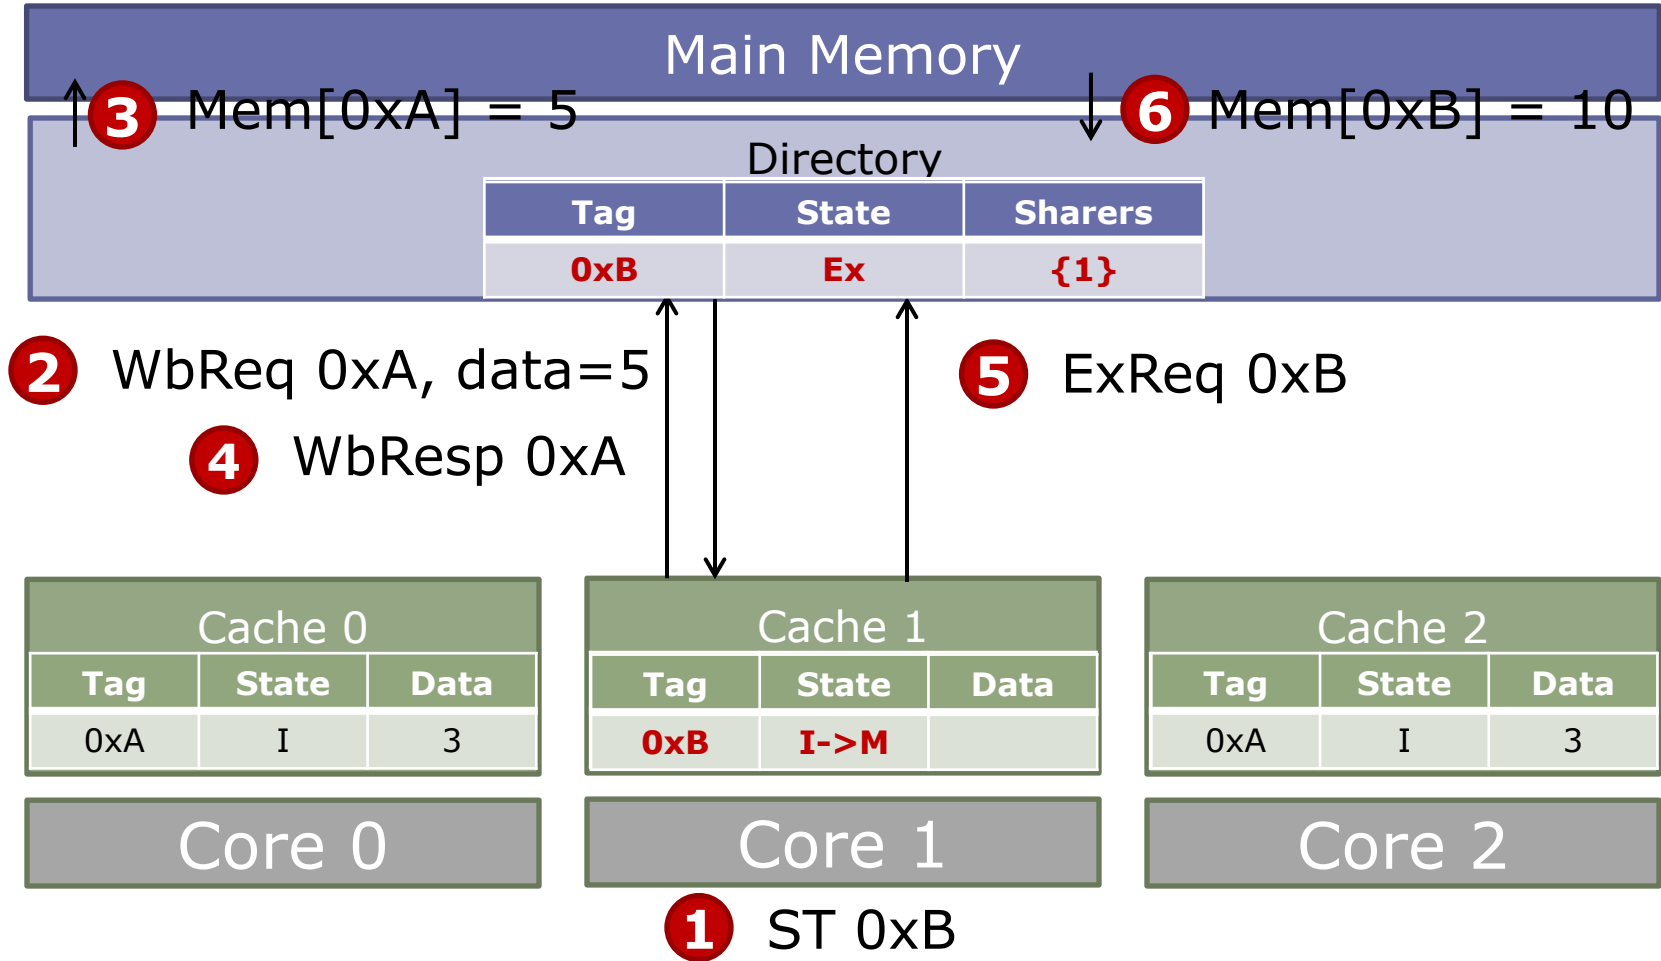 Main Memory
3 Mem[0xA] = 5
6 Mem[0xB] = 10
Directory
Tag State Sharers
0xB Ex {1}
2 WbReq 0xA, data=5
5 ExReq 0xB
4 WbResp 0xA
Cache 0
Tag State Data
0xA I 3
Cache 1
Tag State Data
0xB I->M
Cache 2
Tag State Data
0xA I 3
Core 0
Core 1
Core 2
1 ST 0xB